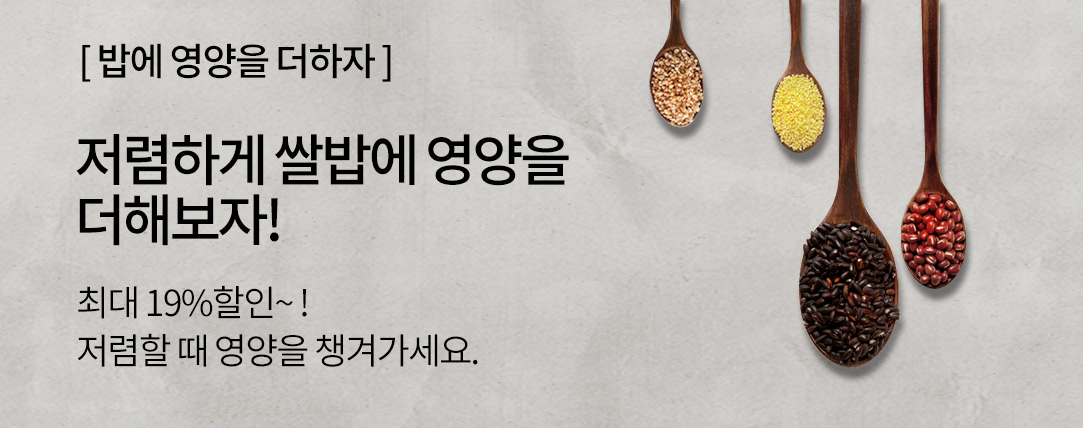 [ 밥에 영양을 더하자 ]
저렴하게 쌀밥에 영양을
더해보자!
최대 19%할인~ !
저렴할 때 영양을 챙겨가세요.